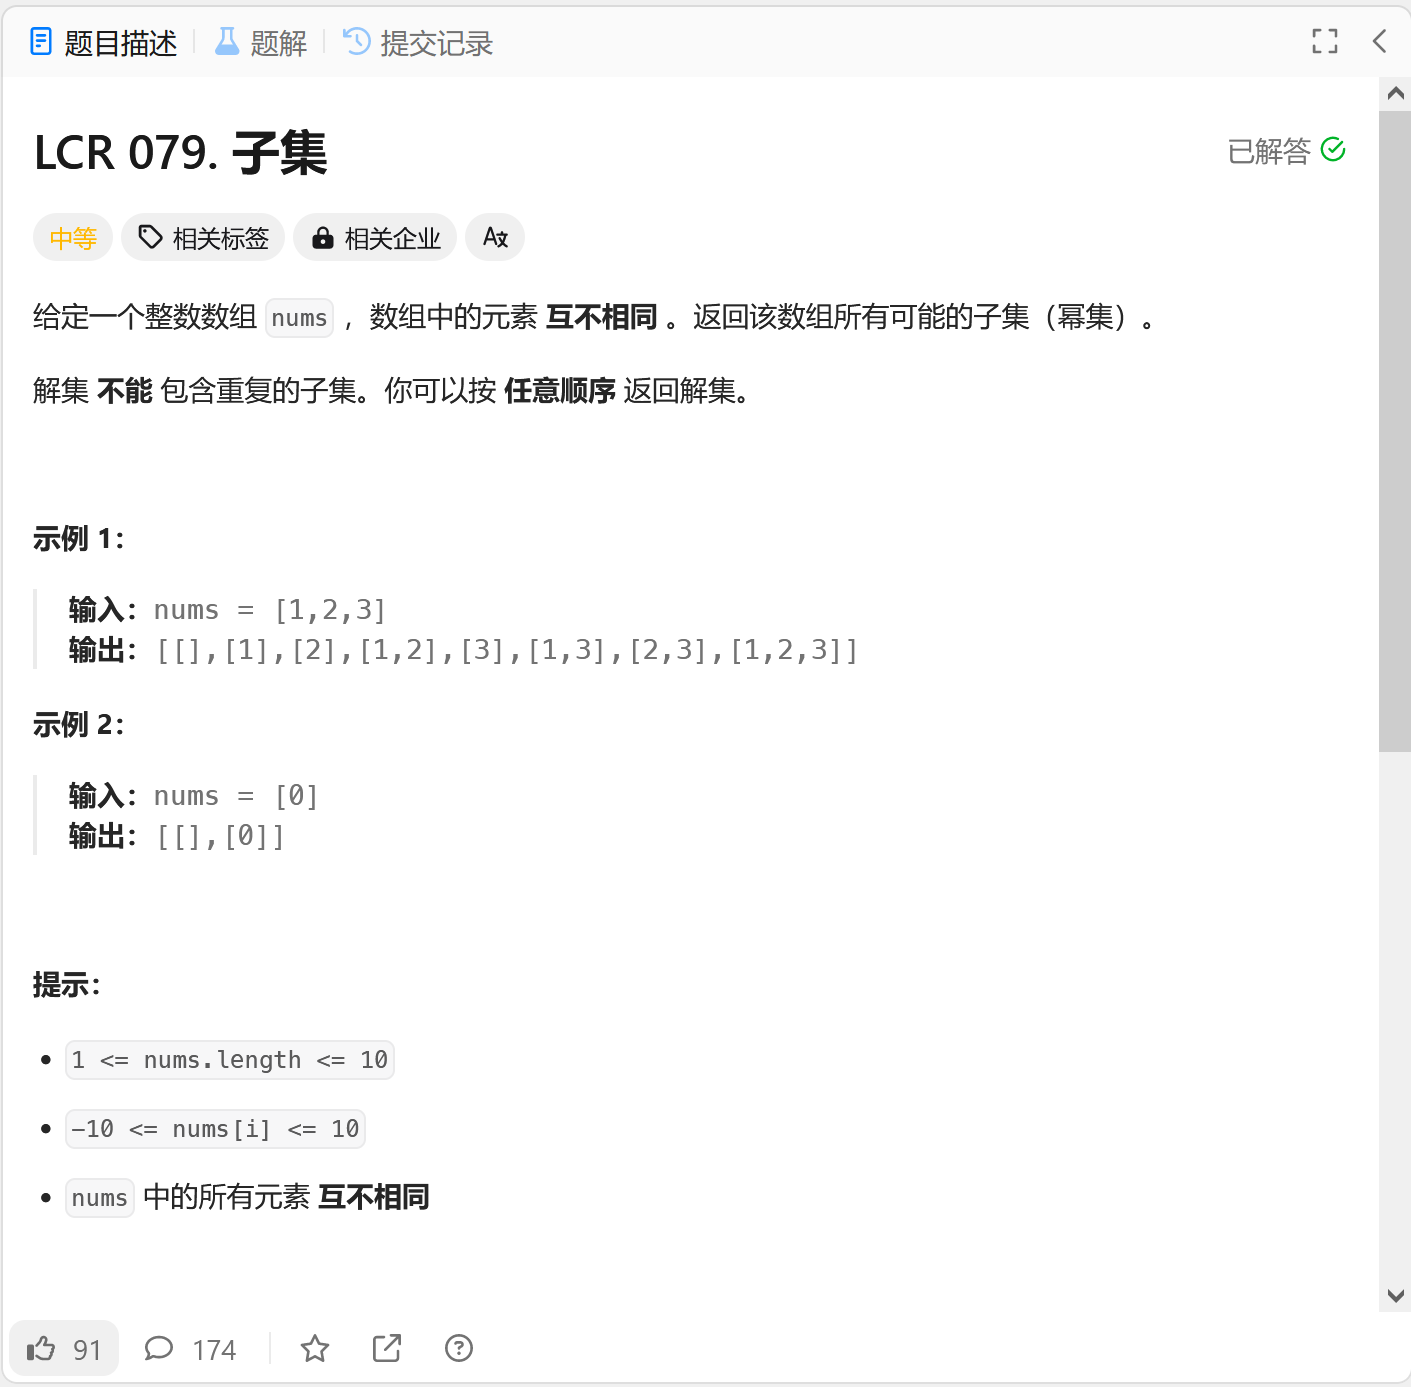 题目描述 题解 提交记录
LCR 079. 子集
已解答
中等 相关标签 相关企业
给定一个整数数组 nums ，数组中的元素 互不相同 。返回该数组所有可能的子集（幂集）。
解集 不能 包含重复的子集。你可以按 任意顺序 返回解集。
示例 1：
输入：nums = [1,2,3]
输出：[[],[1],[2],[1,2],[3],[1,3],[2,3],[1,2,3]]
示例 2：
输入：nums = [0]
输出：[[],[0]]
提示：
1 <= nums.length <= 10
-10 <= nums[i] <= 10
nums 中的所有元素 互不相同
91 174